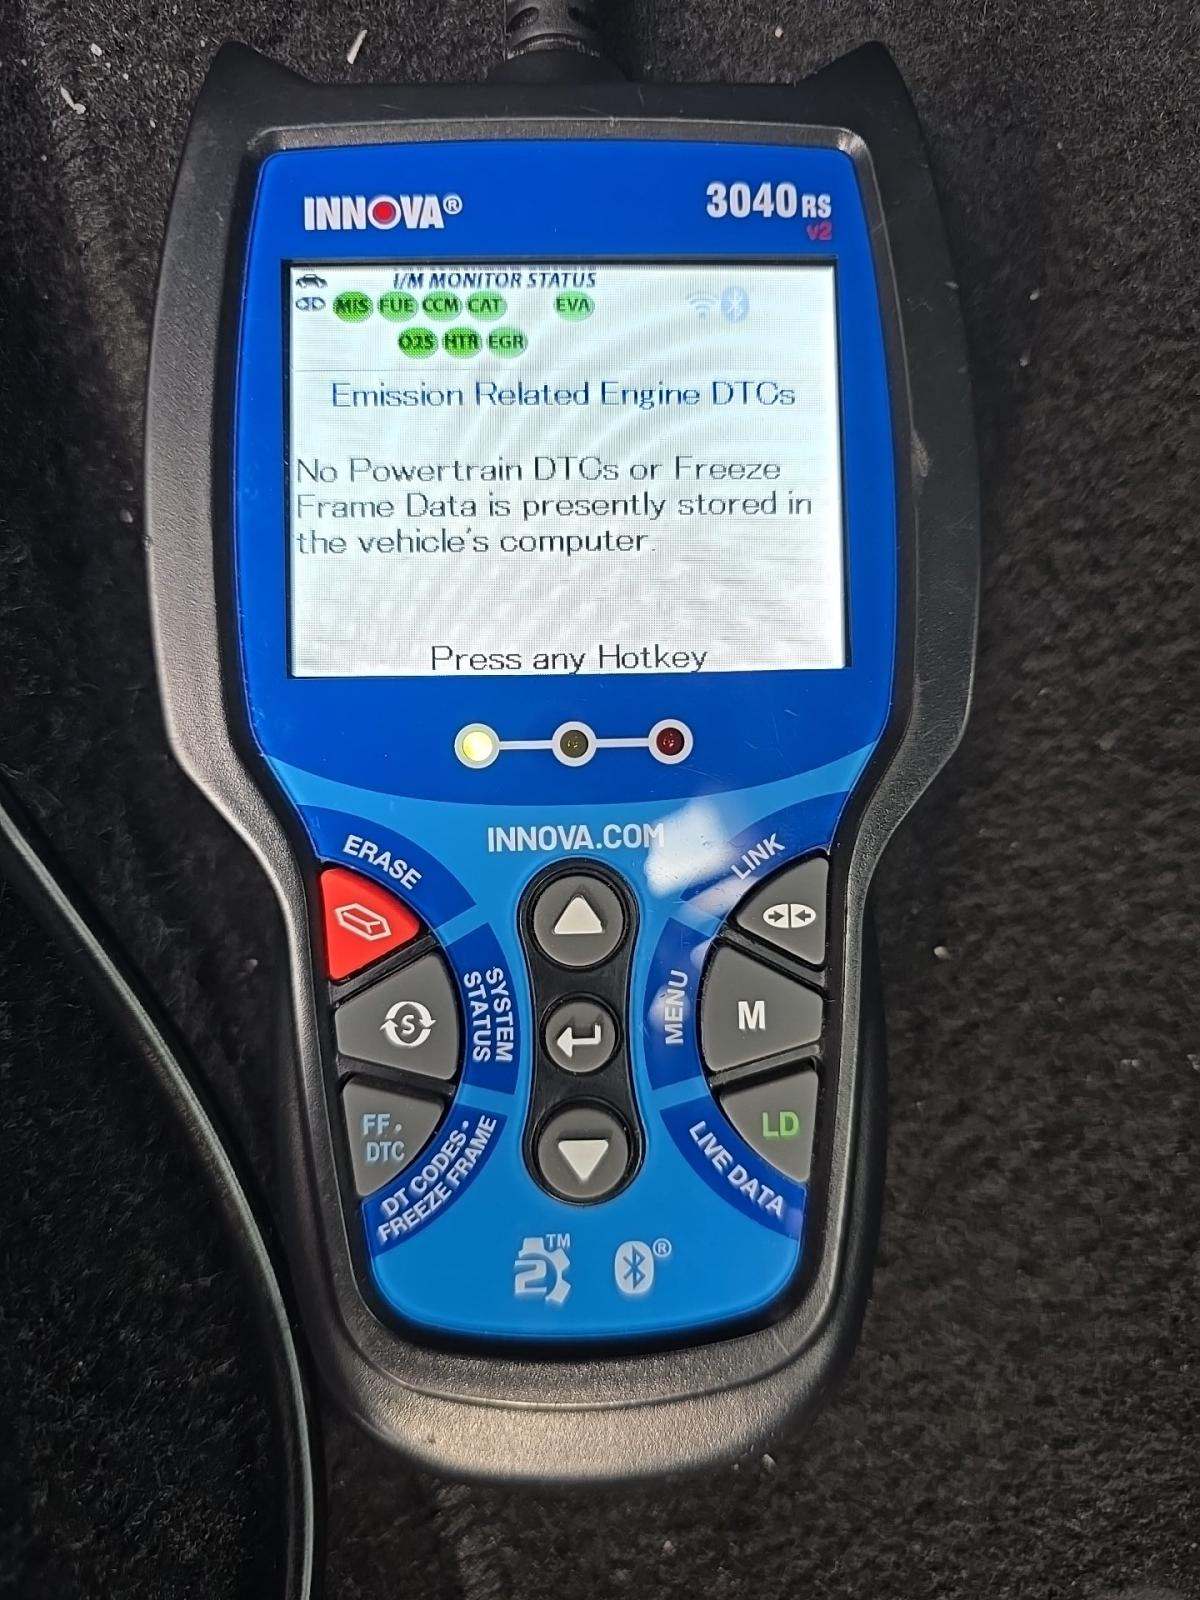 INNOVA®
3040RS
v2
I/M MONITOR STATUS
MIS FUE CCM CAT EVA
O2S HTR EGR
Emission Related Engine DTCs
No Powertrain DTCs or Freeze
Frame Data is presently stored in
the vehicle's computer.
Press any Hotkey
INNOVA.COM
ERASE
LINK
S
SYSTEM
STATUS
MENU
M
FF.
DTC
DT CODES•
FREEZE FRAME
LD
LIVE DATA
2 TM
®